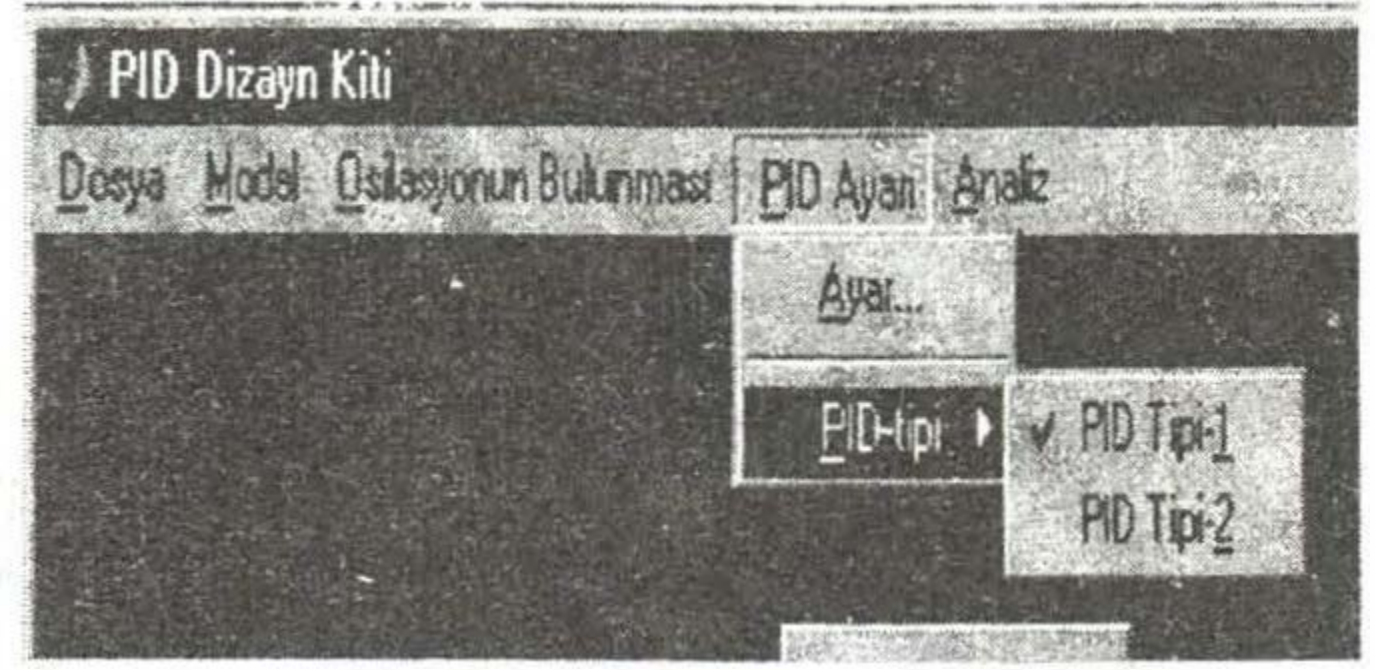 PID Dizayn Kiti
Dosya Model Osilasyonun Bulunması PID Ayarı Analiz
Ayar...
PID-tipi
PID Tipi-1
PID Tipi-2